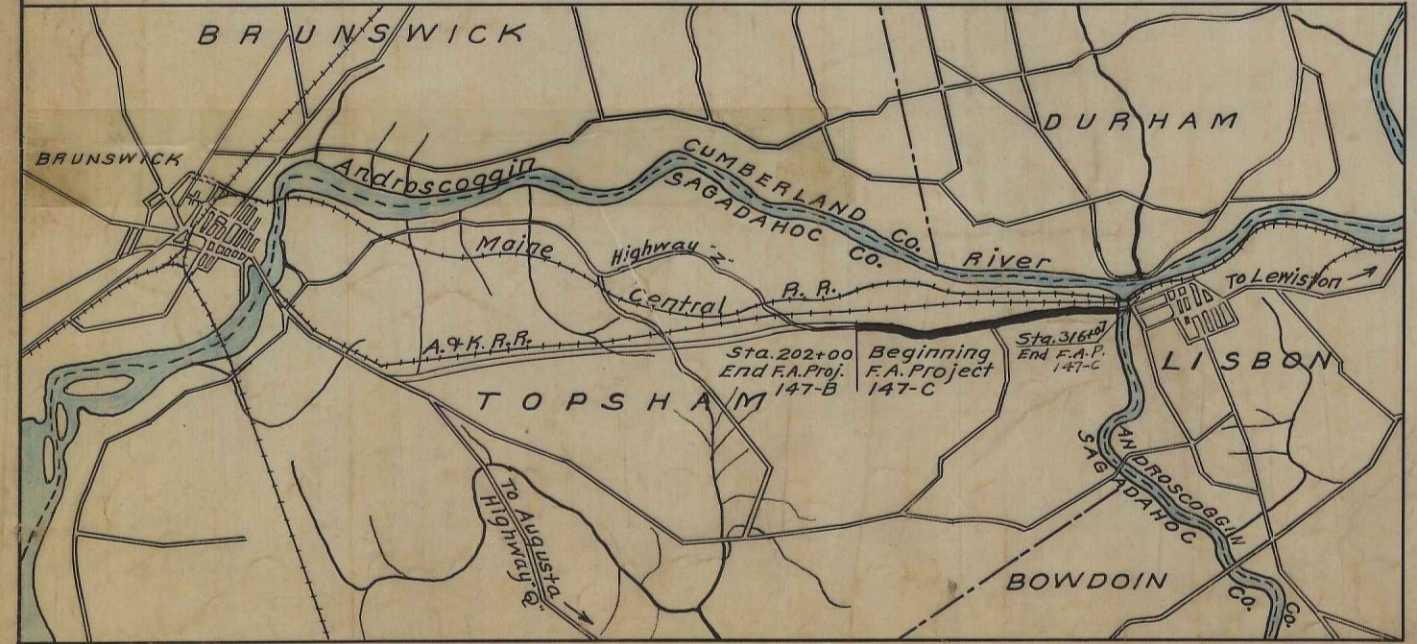 BRUNSWICK
DURHAM
BRUNSWICK
Androscoggin
CUMBERLAND CO.
SAGADAHOC CO.
River
Maine Central R. R.
Highway "N"
To Lewiston
A. & K. R.R.
Sta. 202+00
End F.A. Proj.
147-B
Beginning
F.A. Project
147-C
Sta. 316+07
End F.A.P.
147-C
LISBON
TOPSHAM
ANDROSCOGGIN CO.
SAGADAHOC CO.
To Augusta
Highway "Q"
BOWDOIN